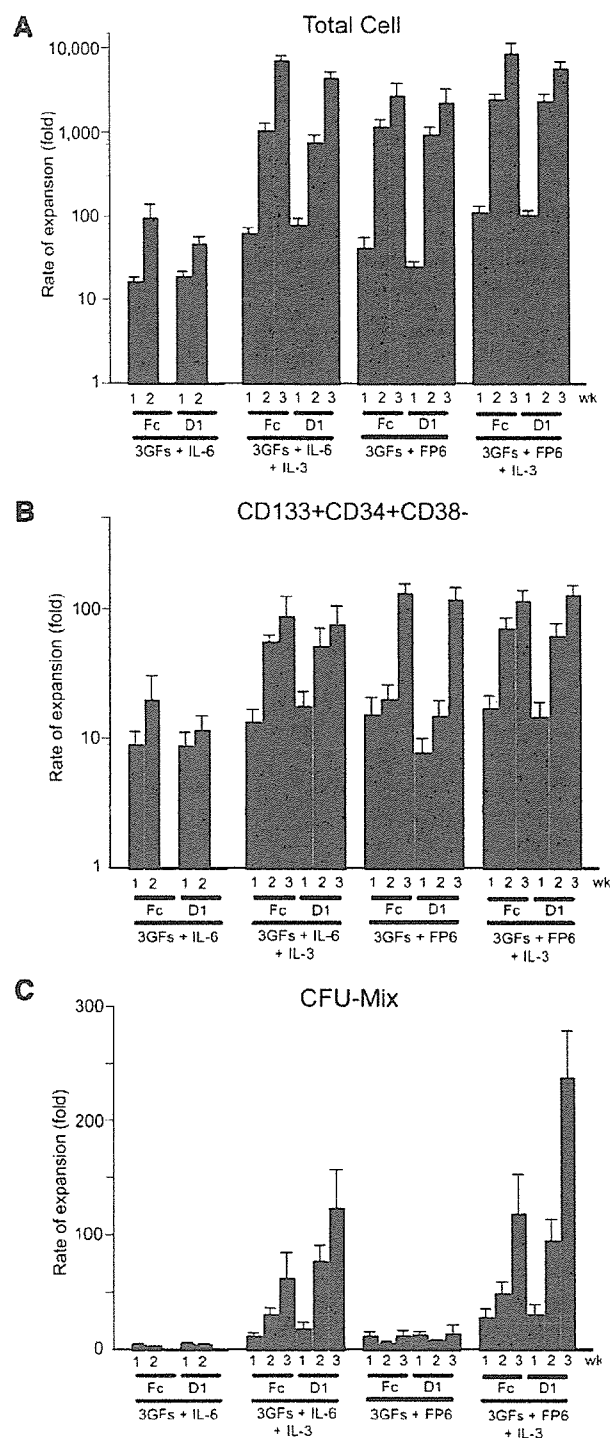 A
Total Cell
Rate of expansion (fold)
10,000
1,000
100
10
1
1 2 1 2 1 2 3 1 2 3 1 2 3 1 2 3 1 2 3 1 2 3 wk
Fc D1 Fc D1 Fc D1 Fc D1
3GFs + IL-6 3GFs + IL-6 3GFs + FP6 3GFs + FP6
+ IL-3 + IL-3
B
CD133+CD34+CD38-
Rate of expansion (fold)
100
10
1
1 2 1 2 1 2 3 1 2 3 1 2 3 1 2 3 1 2 3 1 2 3 wk
Fc D1 Fc D1 Fc D1 Fc D1
3GFs + IL-6 3GFs + IL-6 3GFs + FP6 3GFs + FP6
+ IL-3 + IL-3
C
CFU-Mix
Rate of expansion (fold)
300
200
100
0
1 2 1 2 1 2 3 1 2 3 1 2 3 1 2 3 1 2 3 1 2 3 wk
Fc D1 Fc D1 Fc D1 Fc D1
3GFs + IL-6 3GFs + IL-6 3GFs + FP6 3GFs + FP6
+ IL-3 + IL-3